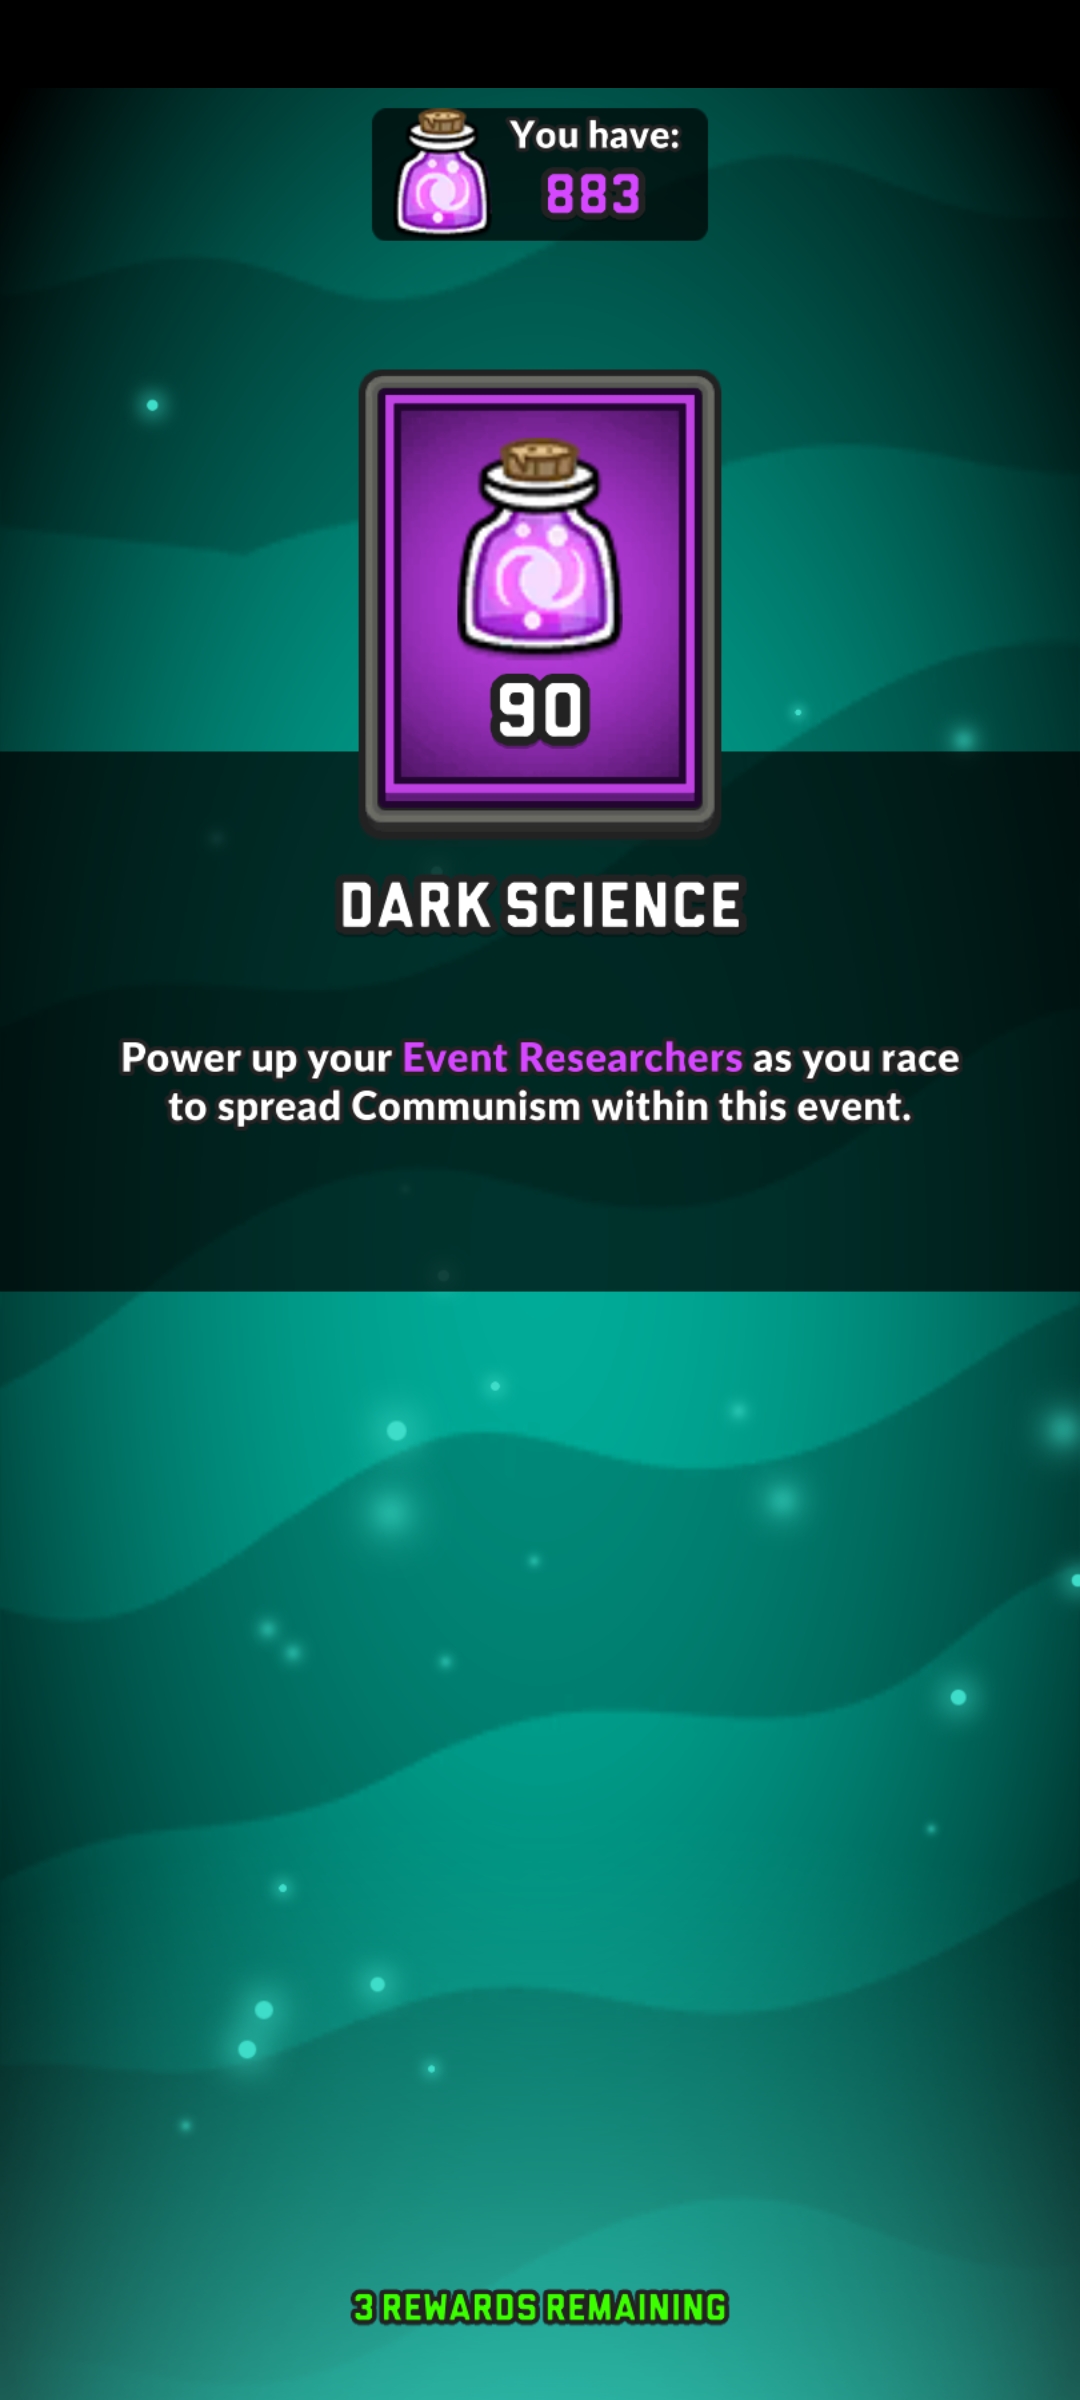 You have:
883
90
DARK SCIENCE
Power up your Event Researchers as you race
to spread Communism within this event.
3 REWARDS REMAINING